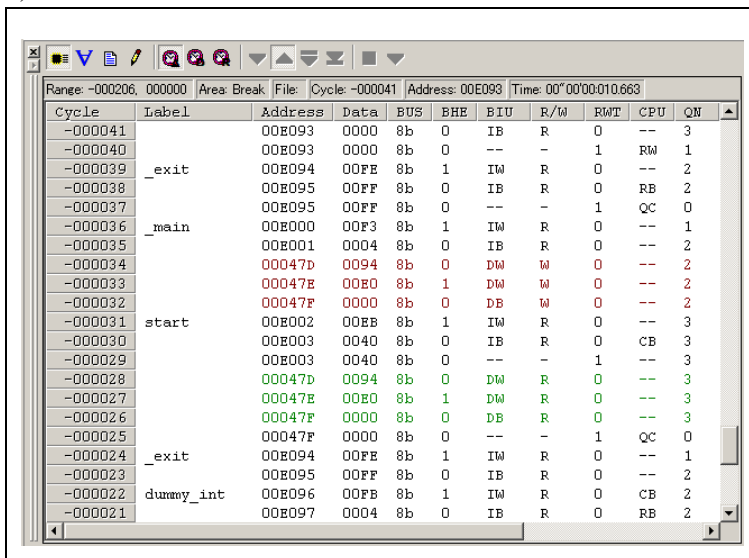 Range: -000206, 000000 Area: Break File: Cycle: -000041 Address: 00E093 Time: 00"00'00:010.663
Cycle Label Address Data BUS BHE BIU R/W RWT CPU QN
-000041 00E093 0000 8b 0 IB R 0 -- 3
-000040 00E093 0000 8b 0 -- - 1 RW 1
-000039 _exit 00E094 00FE 8b 1 IW R 0 -- 2
-000038 00E095 00FF 8b 0 IB R 0 RB 2
-000037 00E095 00FF 8b 0 -- - 1 QC 0
-000036 _main 00E000 00F3 8b 1 IW R 0 -- 1
-000035 00E001 0004 8b 0 IB R 0 -- 2
-000034 00047D 0094 8b 0 DW W 0 -- 2
-000033 00047E 00E0 8b 1 DW W 0 -- 2
-000032 00047F 0000 8b 0 DB W 0 -- 2
-000031 start 00E002 00EB 8b 1 IW R 0 -- 3
-000030 00E003 0040 8b 0 IB R 0 CB 3
-000029 00E003 0040 8b 0 -- - 1 -- 3
-000028 00047D 0094 8b 0 DW R 0 -- 3
-000027 00047E 00E0 8b 1 DW R 0 -- 3
-000026 00047F 0000 8b 0 DB R 0 -- 3
-000025 00047F 0000 8b 0 -- - 1 QC 0
-000024 _exit 00E094 00FE 8b 1 IW R 0 -- 1
-000023 00E095 00FF 8b 0 IB R 0 -- 2
-000022 dummy_int 00E096 00FB 8b 1 IW R 0 CB 2
-000021 00E097 0004 8b 0 IB R 0 RB 2